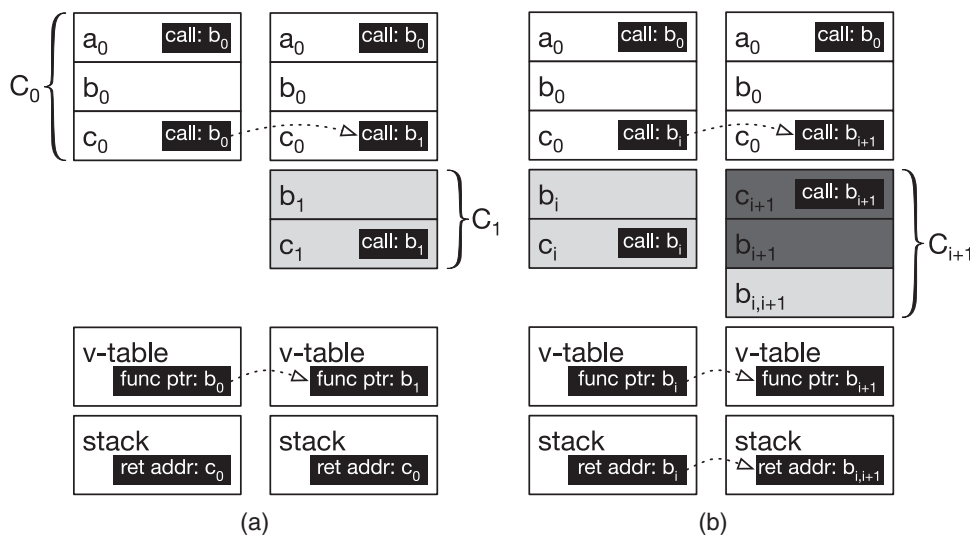 C₀
a₀ call: b₀
b₀
c₀ call: b₀
a₀ call: b₀
b₀
c₀ call: b₁
b₁
c₁ call: b₁
C₁
v-table
func ptr: b₀
v-table
func ptr: b₁
stack
ret addr: c₀
stack
ret addr: c₀
(a)
a₀ call: b₀
b₀
c₀ call: bᵢ
bᵢ
cᵢ call: bᵢ
a₀ call: b₀
b₀
c₀ call: bᵢ₊₁
cᵢ₊₁ call: bᵢ₊₁
bᵢ₊₁
bᵢ,ᵢ₊₁
Cᵢ₊₁
v-table
func ptr: bᵢ
v-table
func ptr: bᵢ₊₁
stack
ret addr: bᵢ
stack
ret addr: bᵢ,ᵢ₊₁
(b)